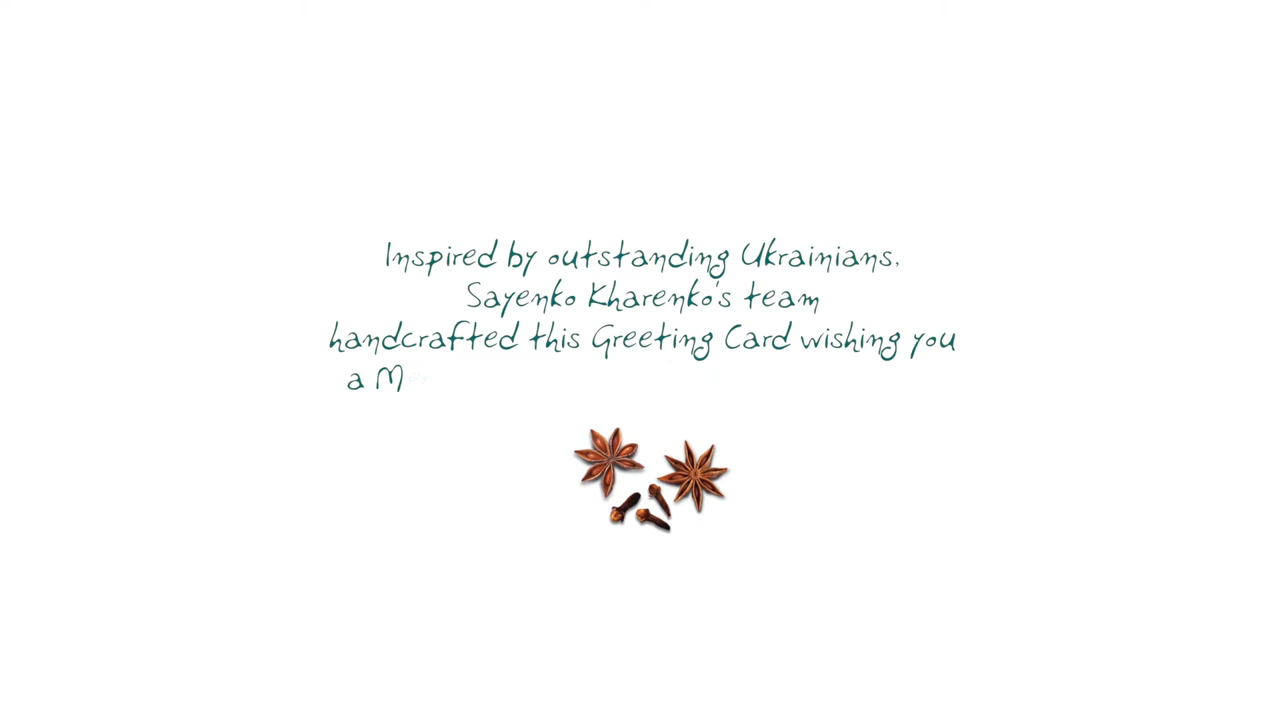 Inspired by outstanding Ukrainians,
Sayenko Kharenko's team
handcrafted this Greeting Card wishing you
a M